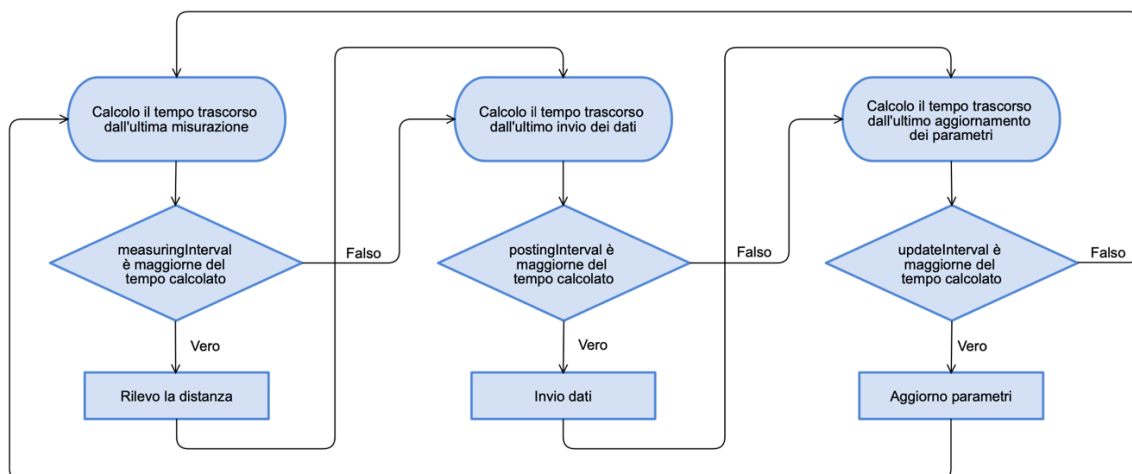 Calcolo il tempo trascorso
dall'ultima misurazione
Calcolo il tempo trascorso
dall'ultimo invio dei dati
Calcolo il tempo trascorso
dall'ultimo aggiornamento
dei parametri
measuringInterval
è maggiorne del
tempo calcolato
Falso
postingInterval è
maggiorne del
tempo calcolato
Falso
updateInterval è
maggiorne del
tempo calcolato
Falso
Vero
Vero
Vero
Rilevo la distanza
Invio dati
Aggiorno parametri